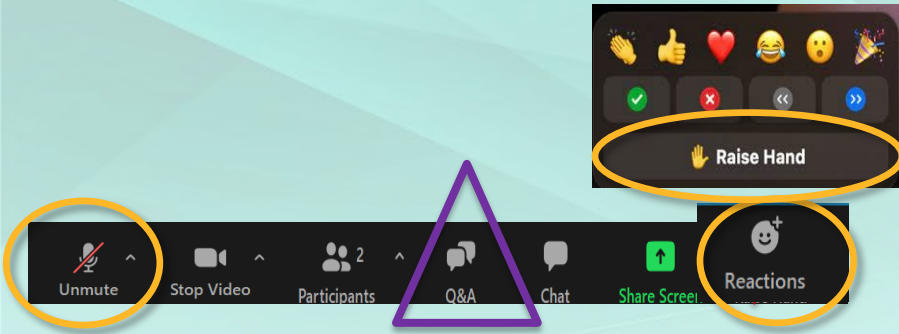 Raise Hand
Unmute
Stop Video
Participants
2
Q&A
Chat
Share Screen
Reactions